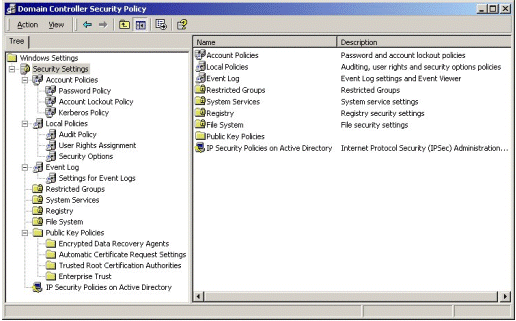 Domain Controller Security Policy
Action View
Tree
Windows Settings
Security Settings
Account Policies
Password Policy
Account Lockout Policy
Kerberos Policy
Local Policies
Audit Policy
User Rights Assignment
Security Options
Event Log
Settings for Event Logs
Restricted Groups
System Services
Registry
File System
Public Key Policies
Encrypted Data Recovery Agents
Automatic Certificate Request Settings
Trusted Root Certification Authorities
Enterprise Trust
IP Security Policies on Active Directory
Name Description
Account Policies Password and account lockout policies
Local Policies Auditing, user rights and security options policies
Event Log Event Log settings and Event Viewer
Restricted Groups Restricted Groups
System Services System service settings
Registry Registry security settings
File System File security settings
Public Key Policies
IP Security Policies on Active Directory Internet Protocol Security (IPSec) Administration...